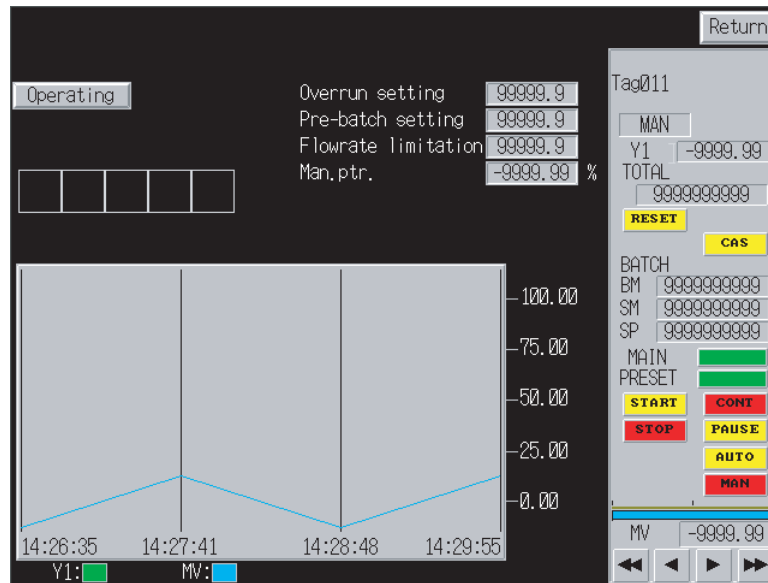 Return
Operating
Overrun setting 99999.9
Pre-batch setting 99999.9
Flowrate limitation 99999.9
Man.ptr. -9999.99 %
Tag011
MAN
Y1 -9999.99
TOTAL
9999999999
RESET
CAS
BATCH
BM 9999999999
SM 9999999999
SP 9999999999
MAIN
PRESET
START CONT
STOP PAUSE
AUTO
MAN
MV -9999.99
100.00
75.00
50.00
25.00
0.00
14:26:35 14:27:41 14:28:48 14:29:55
Y1: MV: